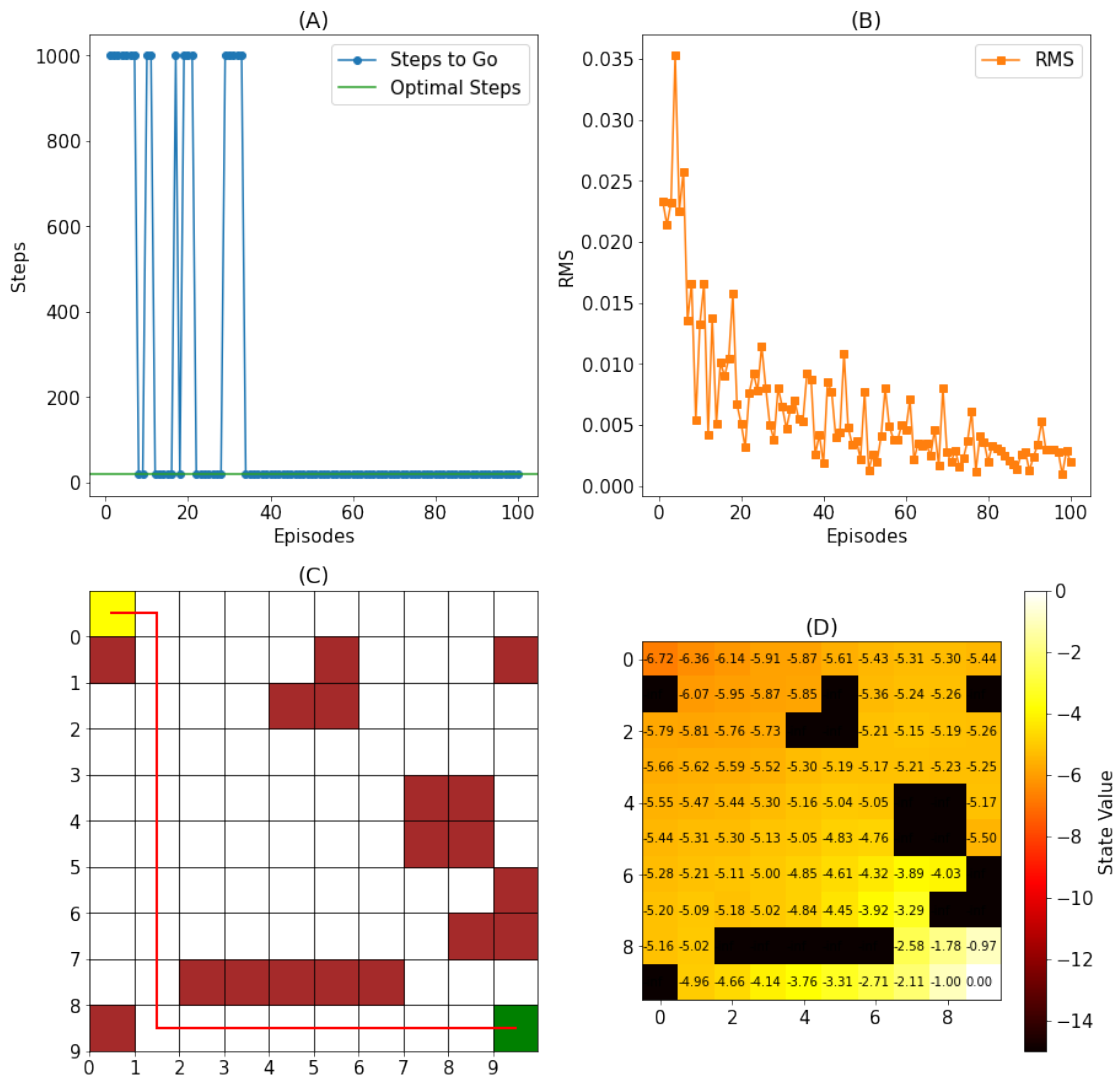 (A)
Steps to Go
Optimal Steps
1000
800
600
400
200
0
Steps
0 20 40 60 80 100
Episodes
(B)
RMS
0.035
0.030
0.025
0.020
0.015
0.010
0.005
0.000
RMS
0 20 40 60 80 100
Episodes
(C)
0
1
2
3
4
5
6
7
8
9
0 1 2 3 4 5 6 7 8 9
(D)
0 -6.72 -6.36 -6.14 -5.91 -5.87 -5.61 -5.43 -5.31 -5.30 -5.44
-6.07 -5.95 -5.87 -5.85 -5.36 -5.24 -5.26
2 -5.79 -5.81 -5.76 -5.73 -5.21 -5.15 -5.19 -5.26
-5.66 -5.62 -5.59 -5.52 -5.30 -5.19 -5.17 -5.21 -5.23 -5.25
4 -5.55 -5.47 -5.44 -5.30 -5.16 -5.04 -5.05 -5.17
-5.44 -5.31 -5.30 -5.13 -5.05 -4.83 -4.76 -5.50
6 -5.28 -5.21 -5.11 -5.00 -4.85 -4.61 -4.32 -3.89 -4.03
-5.20 -5.09 -5.18 -5.02 -4.84 -4.45 -3.92 -3.29
8 -5.16 -5.02 -2.58 -1.78 -0.97
-4.96 -4.66 -4.14 -3.76 -3.31 -2.71 -2.11 -1.00 0.00
0 2 4 6 8
0
−2
−4
−6
−8
−10
−12
−14
State Value